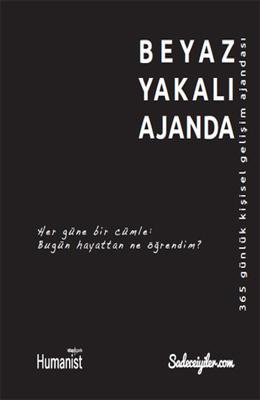 BEYAZ
YAKALI
AJANDA
365 günlük kişisel gelişim ajandası
Her güne bir cümle:
Bugün hayattan ne öğrendim?
Humanist
Sadeceiyiler.com